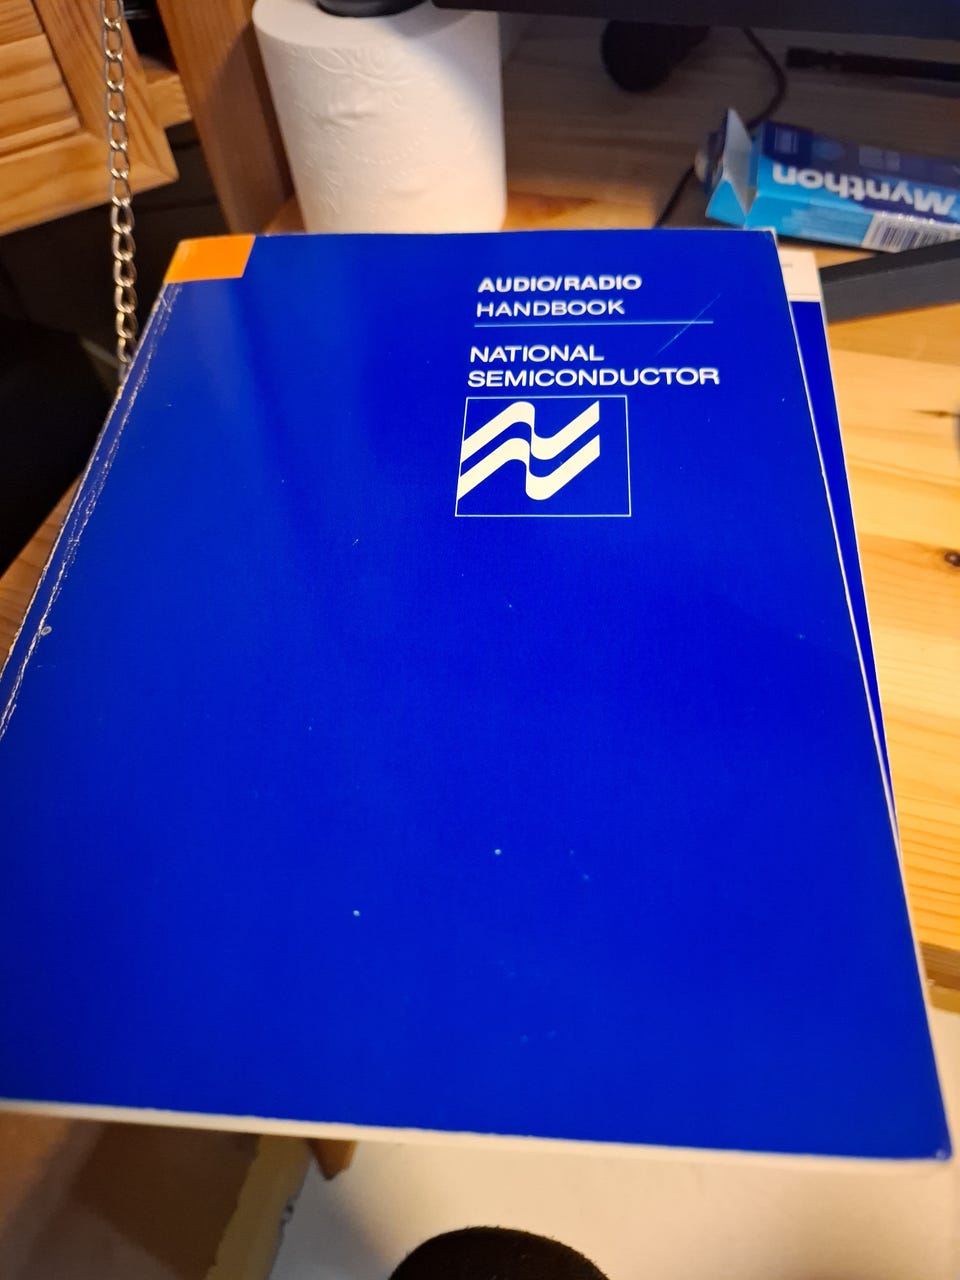 AUDIO/RADIO
HANDBOOK
NATIONAL
SEMICONDUCTOR
Mynthon